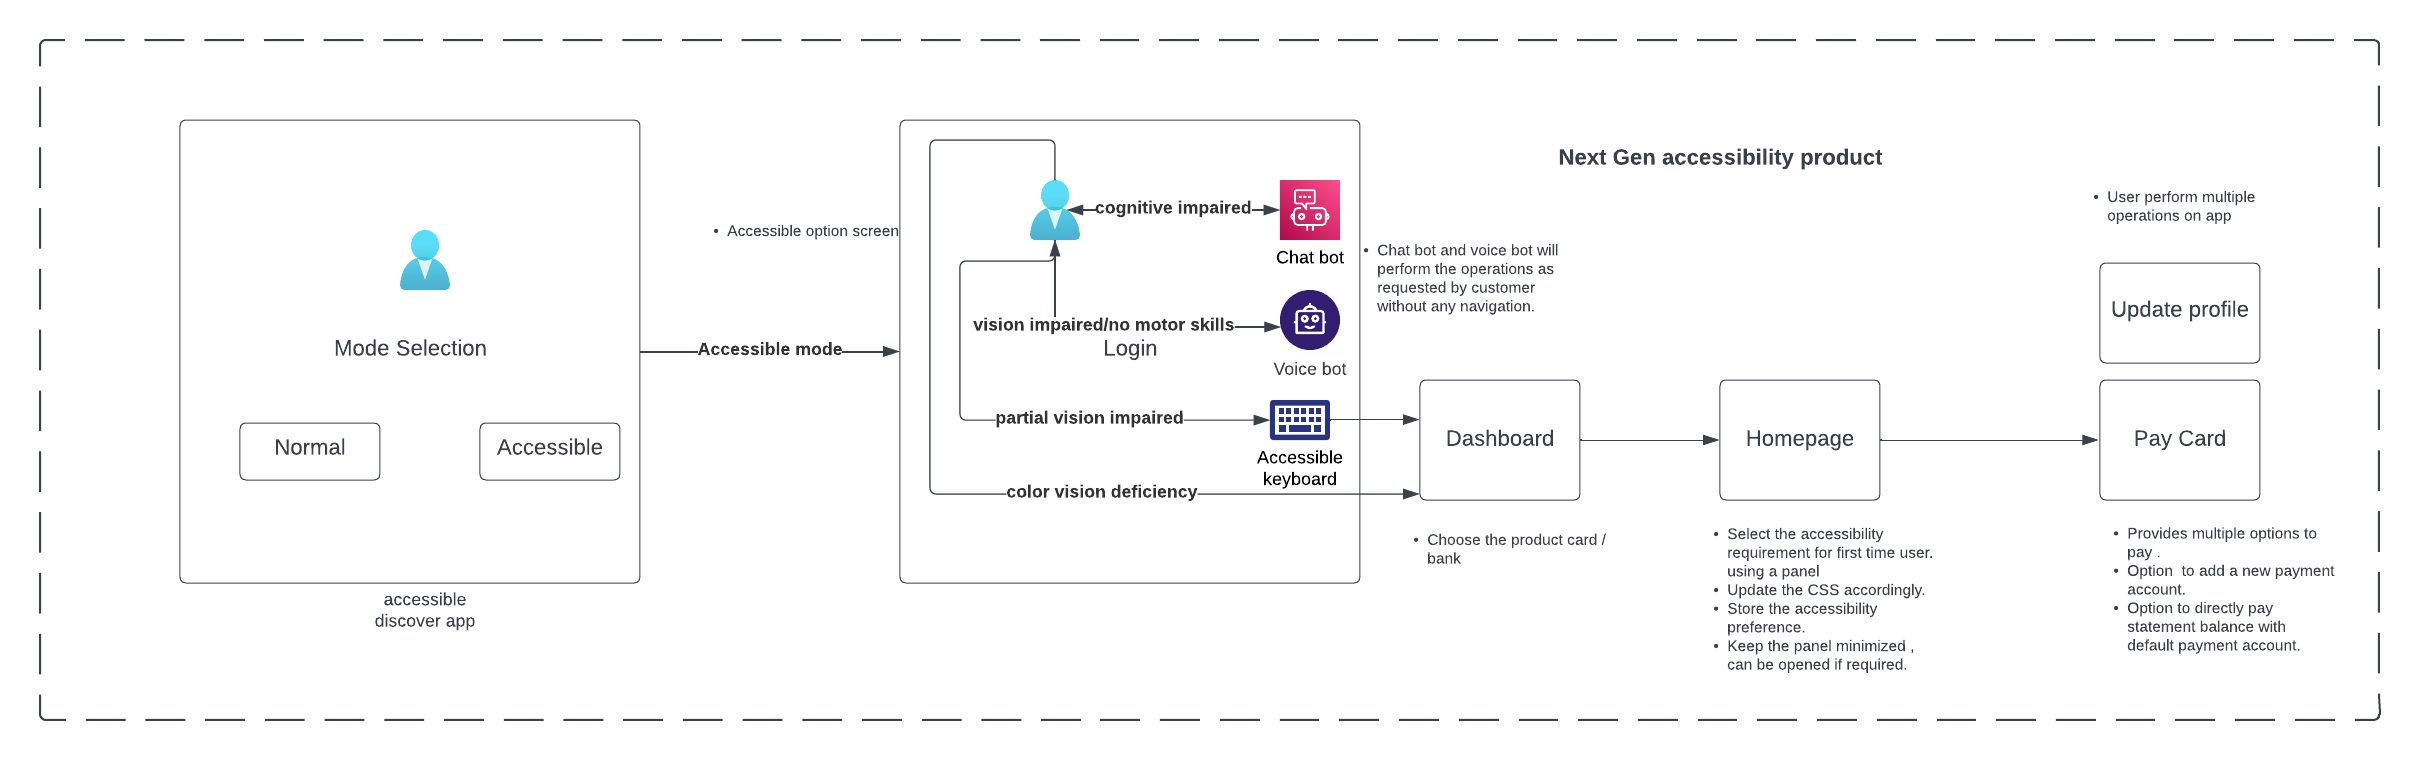 Mode Selection
Normal
Accessible
accessible
discover app
• Accessible option screen
Accessible mode
cognitive impaired
Chat bot
vision impaired/no motor skills
Login
Voice bot
partial vision impaired
Accessible
keyboard
color vision deficiency
• Chat bot and voice bot will
perform the operations as
requested by customer
without any navigation.
Next Gen accessibility product
Dashboard
• Choose the product card /
bank
Homepage
• Select the accessibility
requirement for first time user.
using a panel
• Update the CSS accordingly.
• Store the accessibility
preference.
• Keep the panel minimized ,
can be opened if required.
• User perform multiple
operations on app
Update profile
Pay Card
• Provides multiple options to
pay .
• Option  to add a new payment
account.
• Option to directly pay
statement balance with
default payment account.